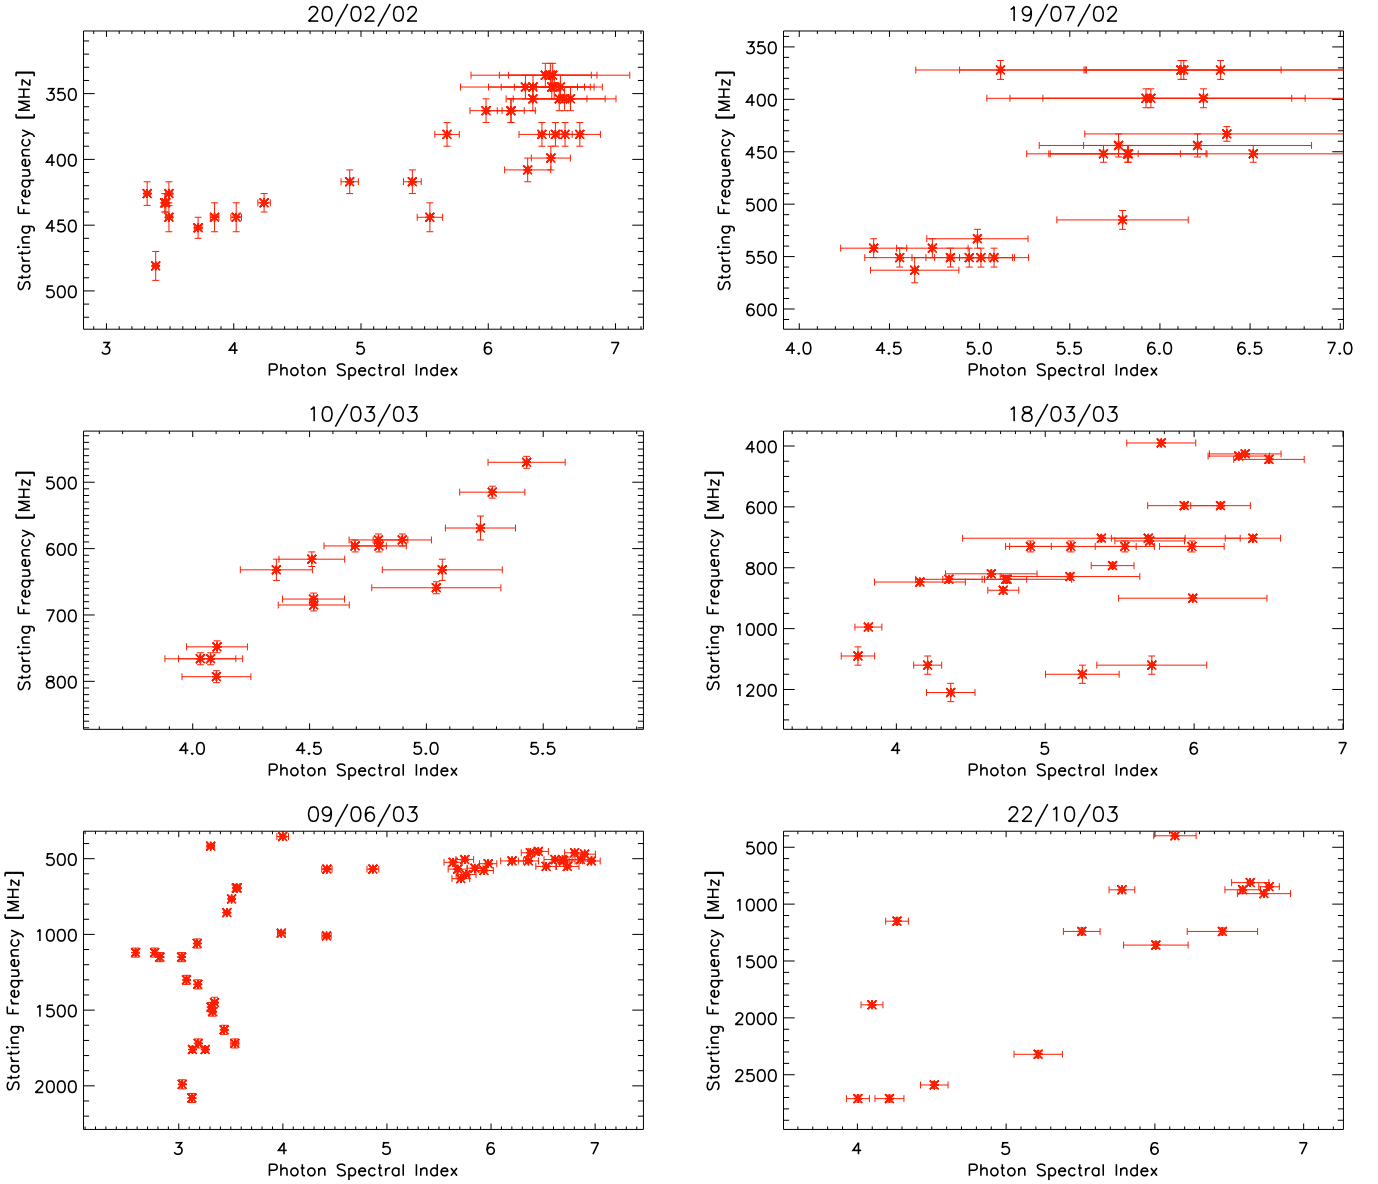 20/02/02
Starting Frequency [MHz]
350
400
450
500
3 4 5 6 7
Photon Spectral Index
19/07/02
Starting Frequency [MHz]
350
400
450
500
550
600
4.0 4.5 5.0 5.5 6.0 6.5 7.0
Photon Spectral Index
10/03/03
Starting Frequency [MHz]
500
600
700
800
4.0 4.5 5.0 5.5
Photon Spectral Index
18/03/03
Starting Frequency [MHz]
400
600
800
1000
1200
4 5 6 7
Photon Spectral Index
09/06/03
Starting Frequency [MHz]
500
1000
1500
2000
3 4 5 6 7
Photon Spectral Index
22/10/03
Starting Frequency [MHz]
500
1000
1500
2000
2500
4 5 6 7
Photon Spectral Index